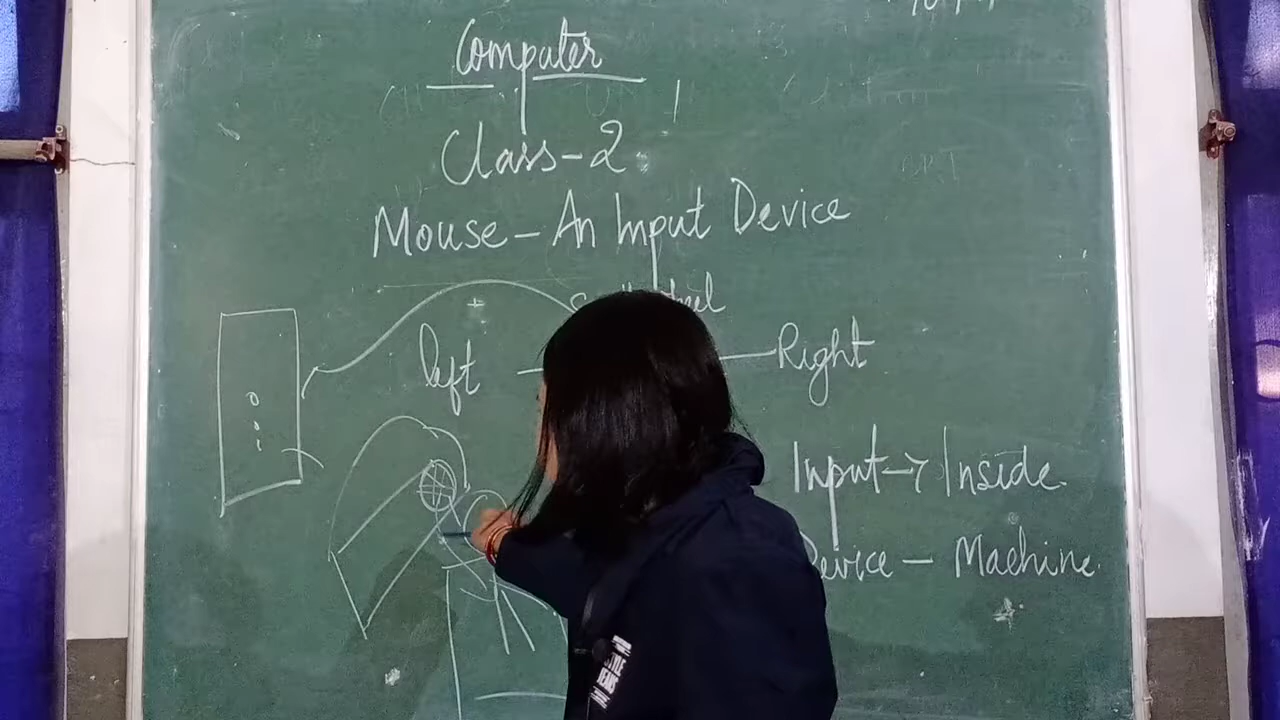 Computer
Class-2
Mouse - An Input Device
left
Right
Input → Inside
Device - Machine